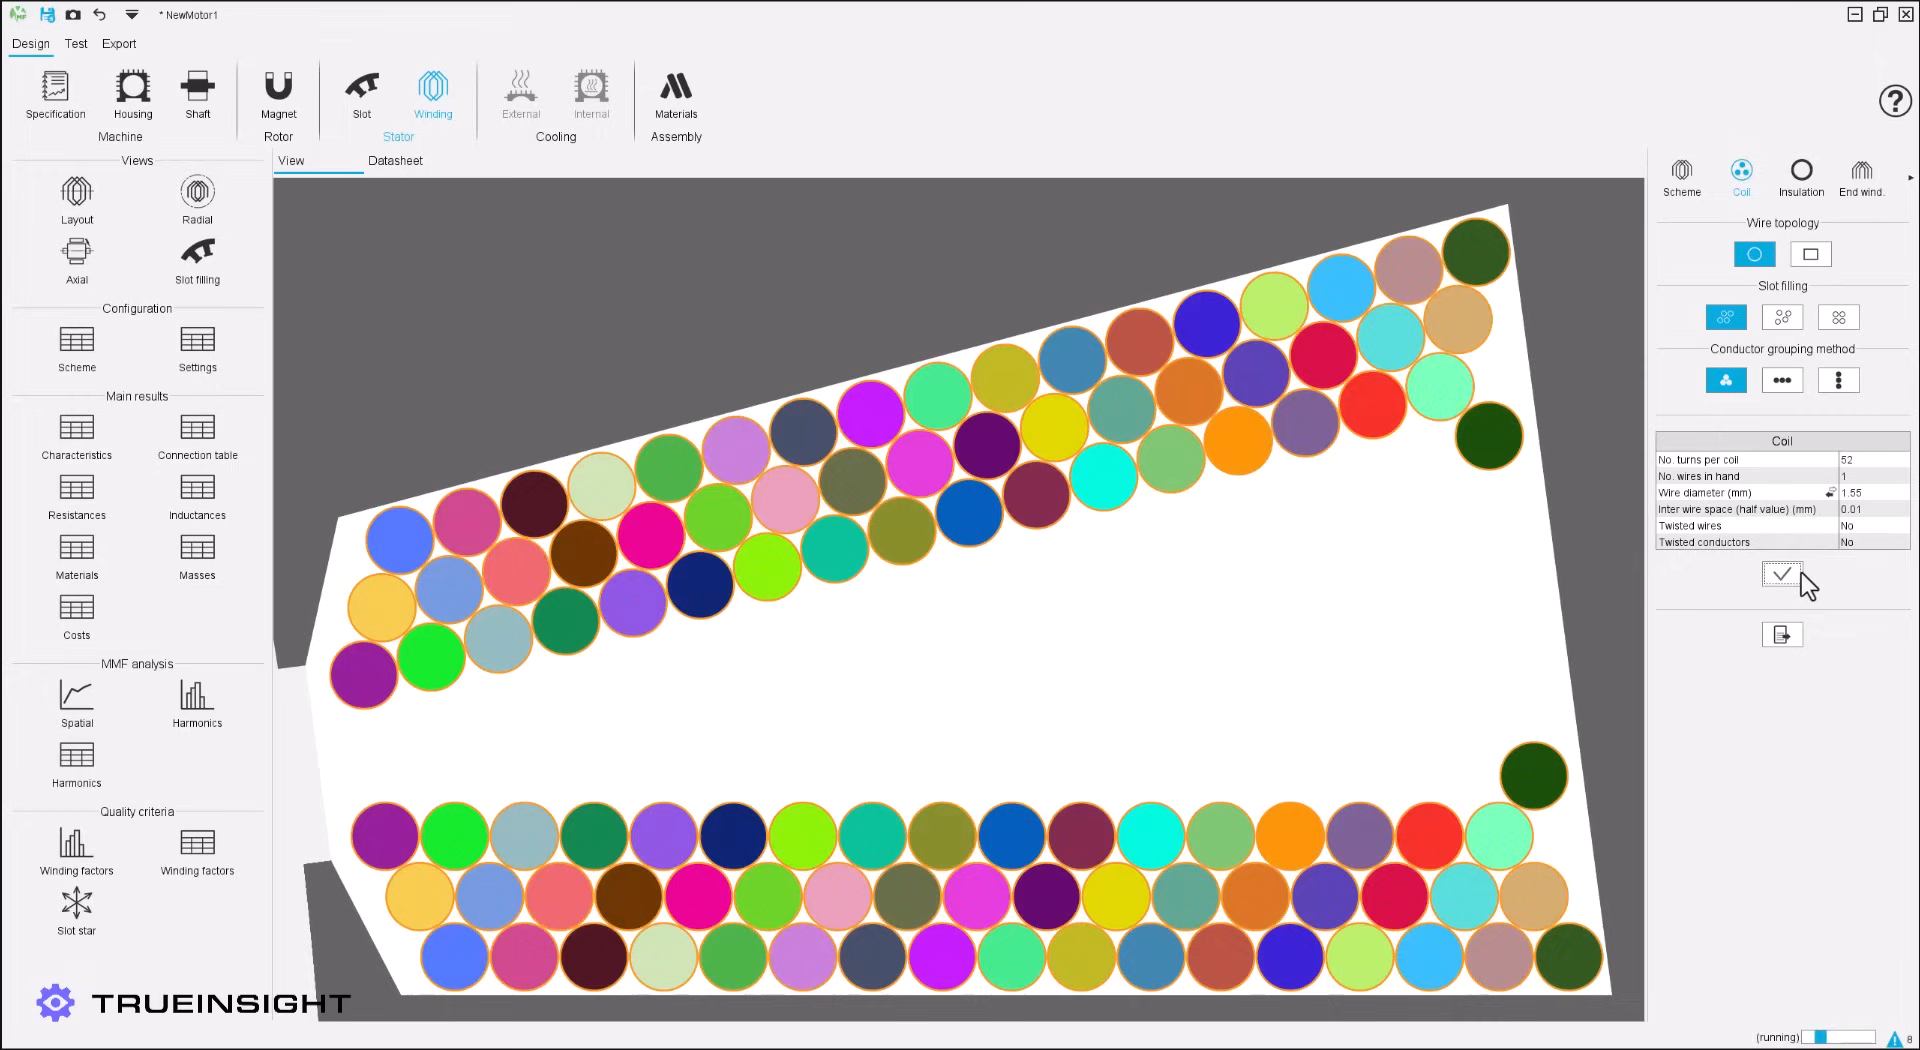 * NewMotor1
Design Test Export
Specification Housing Shaft Magnet Slot Winding External Internal Materials
Machine Rotor Stator Cooling Assembly
Views
Layout Radial
Axial Slot filling
Configuration
Scheme Settings
Main results
Characteristics Connection table
Resistances Inductances
Materials Masses
Costs
MMF analysis
Spatial Harmonics
Harmonics
Quality criteria
Winding factors Winding factors
Slot star
View Datasheet
Scheme Coil Insulation End wind.
Wire topology
Slot filling
Conductor grouping method
Coil
No. turns per coil 52
No. wires in hand 1
Wire diameter (mm) 1.55
Inter wire space (half value) (mm) 0.01
Twisted wires No
Twisted conductors No
TRUEINSIGHT
(running) 8